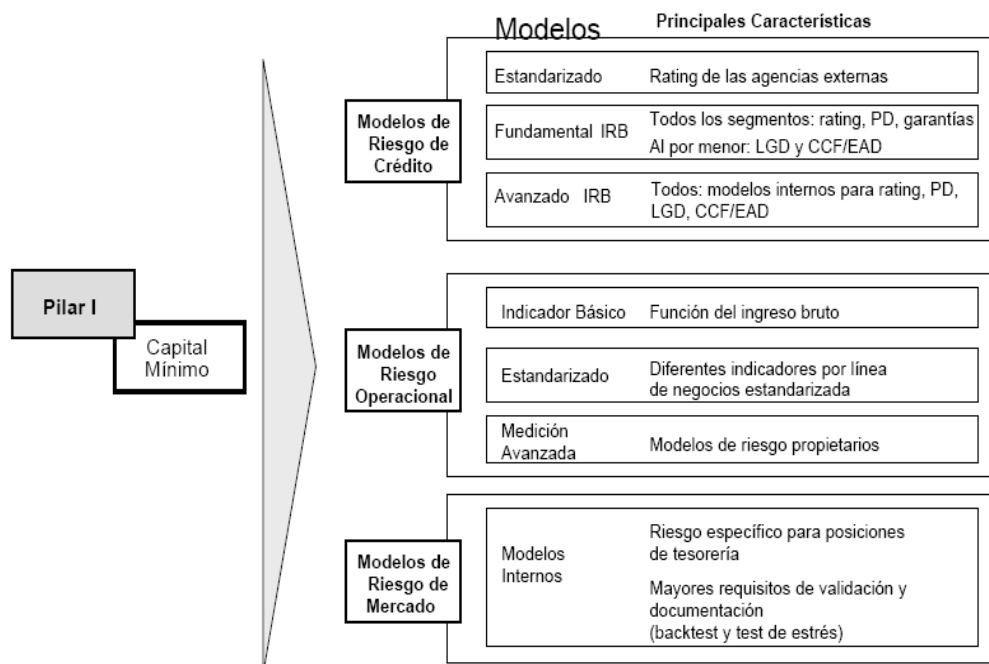 Modelos
Principales Características
Pilar I
Capital
Mínimo
Modelos de
Riesgo de
Crédito
Estandarizado
Rating de las agencias externas
Fundamental IRB
Todos los segmentos: rating, PD, garantías
Al por menor: LGD y CCF/EAD
Avanzado IRB
Todos: modelos internos para rating, PD,
LGD, CCF/EAD
Modelos de
Riesgo
Operacional
Indicador Básico
Función del ingreso bruto
Estandarizado
Diferentes indicadores por línea
de negocios estandarizada
Medición
Avanzada
Modelos de riesgo propietarios
Modelos de
Riesgo de
Mercado
Modelos
Internos
Riesgo específico para posiciones
de tesorería
Mayores requisitos de validación y
documentación
(backtest y test de estrés)